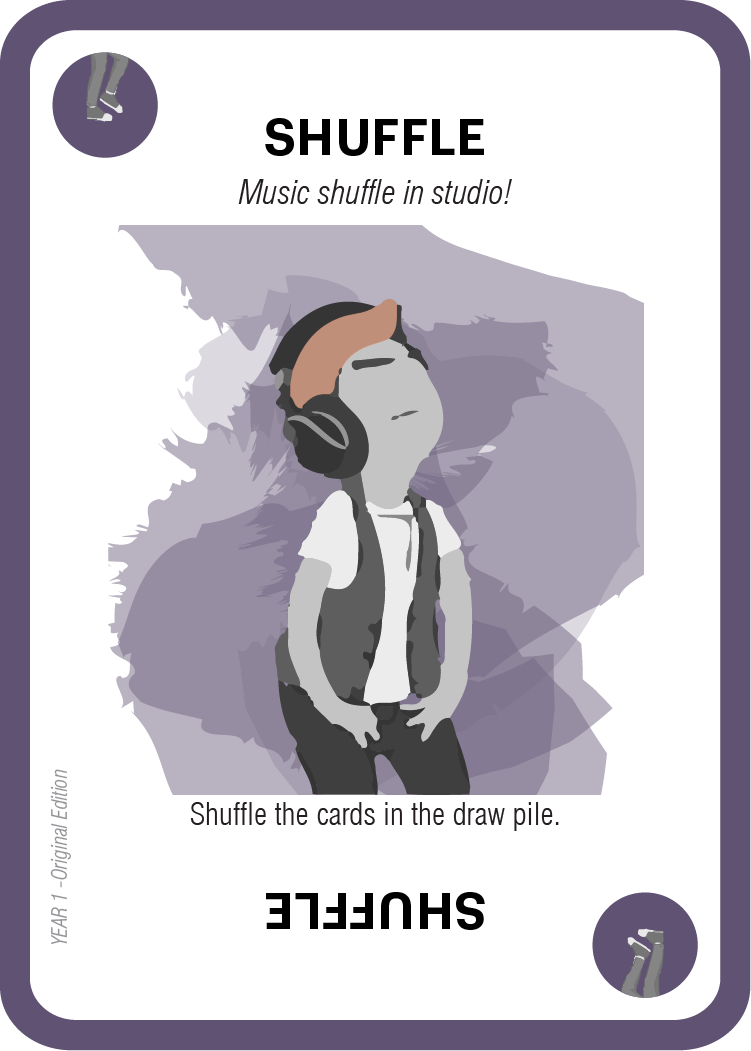 SHUFFLE
Music shuffle in studio!
Shuffle the cards in the draw pile.
YEAR 1 -Original Edition
SHUFFLE